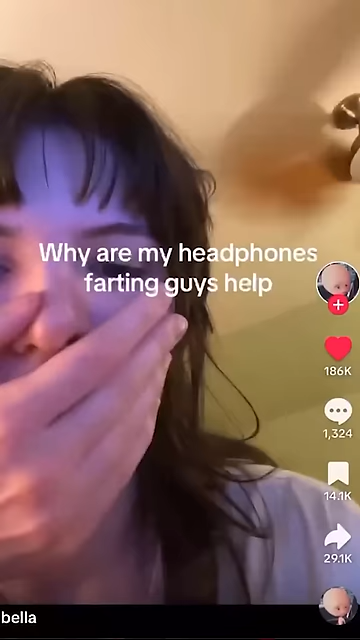 Why are my headphones
farting guys help
186K
1,324
14.1K
29.1K
bella